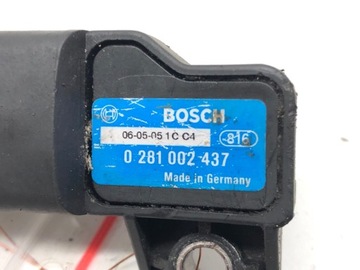 BOSCH
06-05-05 1C C4 816
0 281 002 437
Made in Germany